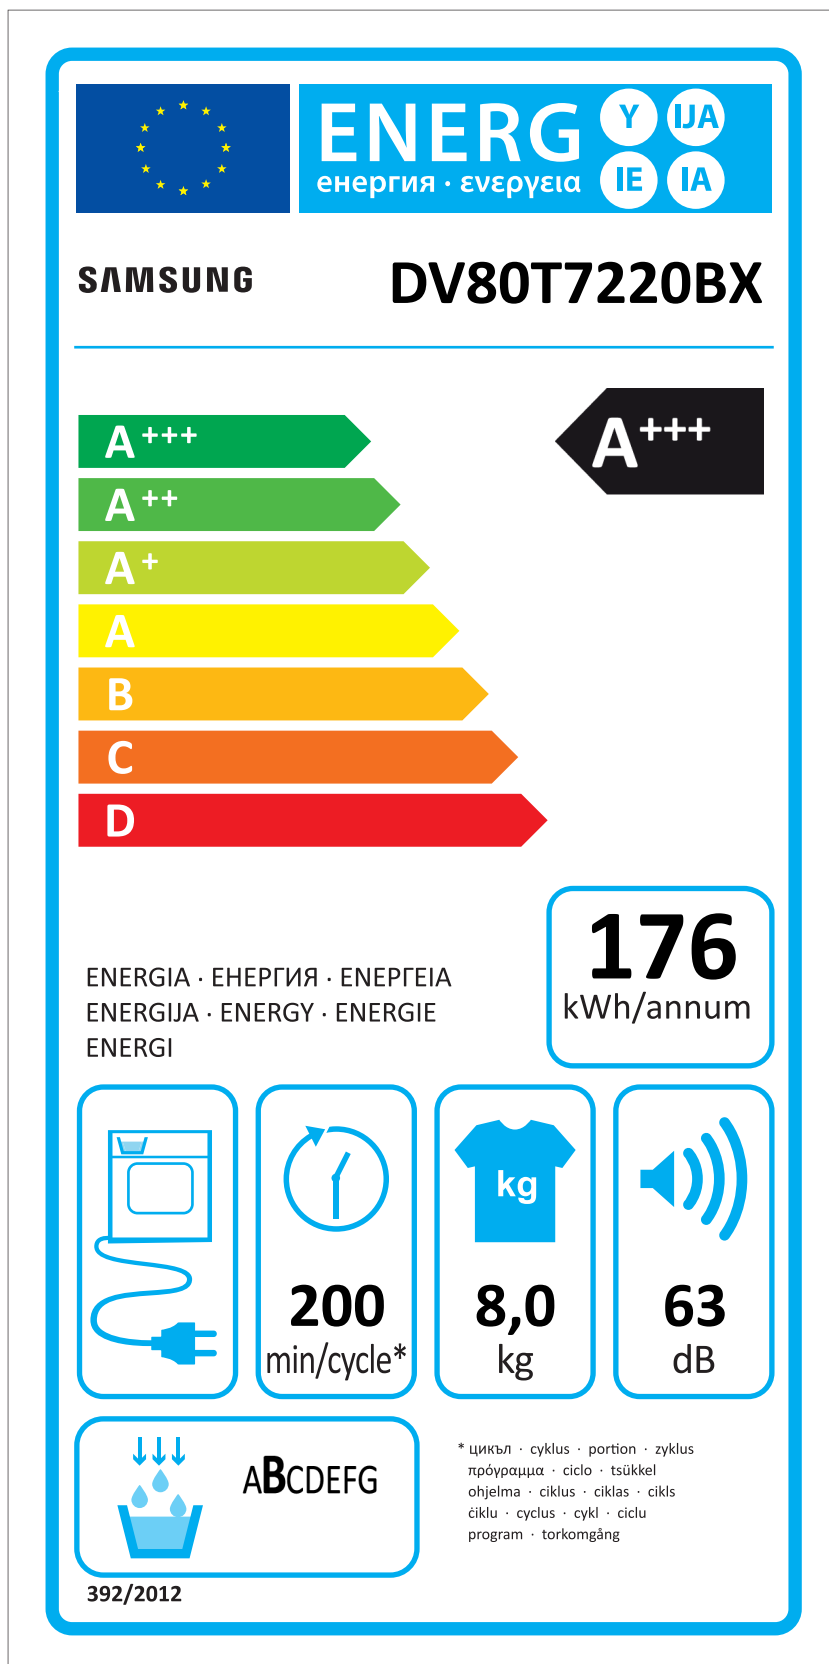 ENERG Y IJA
енергия · ενεργεια IE IA
SAMSUNG DV80T7220BX
A+++ A+++
A++
A+
A
B
C
D
176
kWh/annum
ENERGIA · ЕНЕРГИЯ · ΕΝΕΡΓΕΙΑ
ENERGIJA · ENERGY · ENERGIE
ENERGI
kg
200 8,0 63
min/cycle* kg dB
ABCDEFG
* цикъл · cyklus · portion · zyklus
πρόγραμμα · ciclo · tsükkel
ohjelma · ciklus · ciklas · cikls
ċiklu · cyclus · cykl · ciclu
program · torkomgång
392/2012